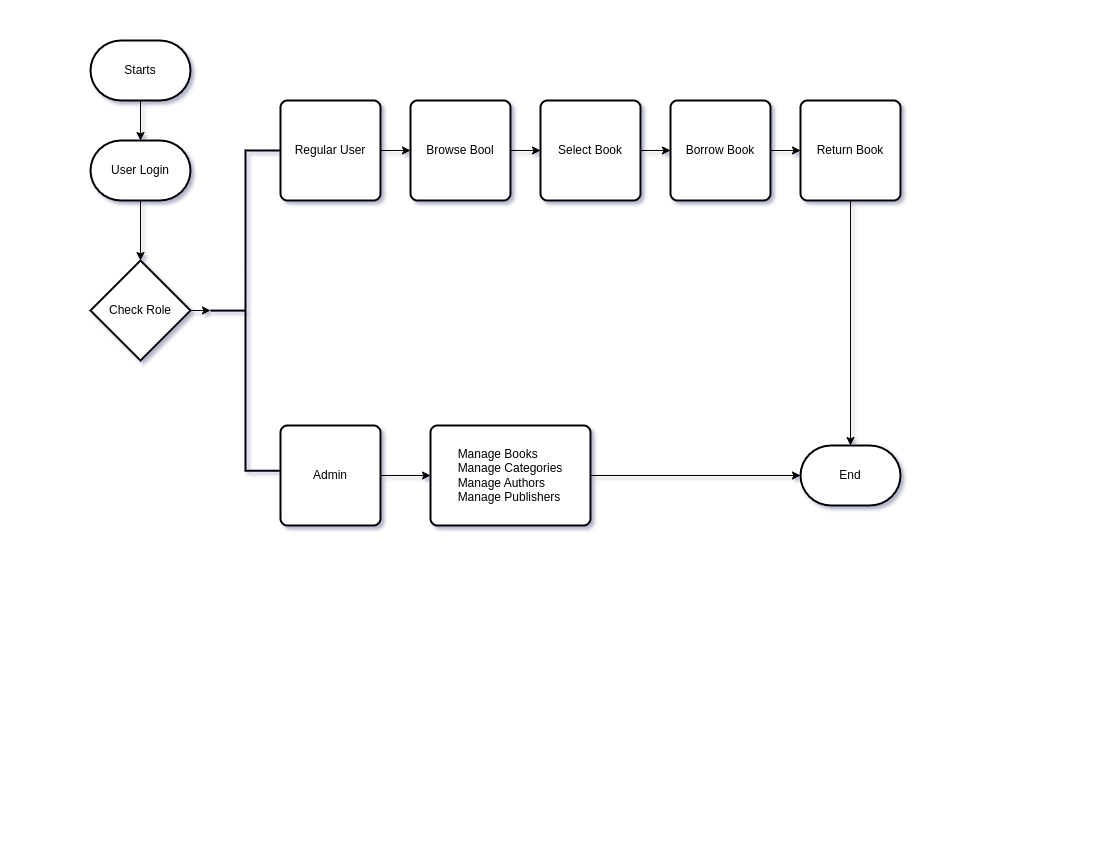 Starts
User Login
Check Role
Regular User
Browse Bool
Select Book
Borrow Book
Return Book
Admin
Manage Books
Manage Categories
Manage Authors
Manage Publishers
End